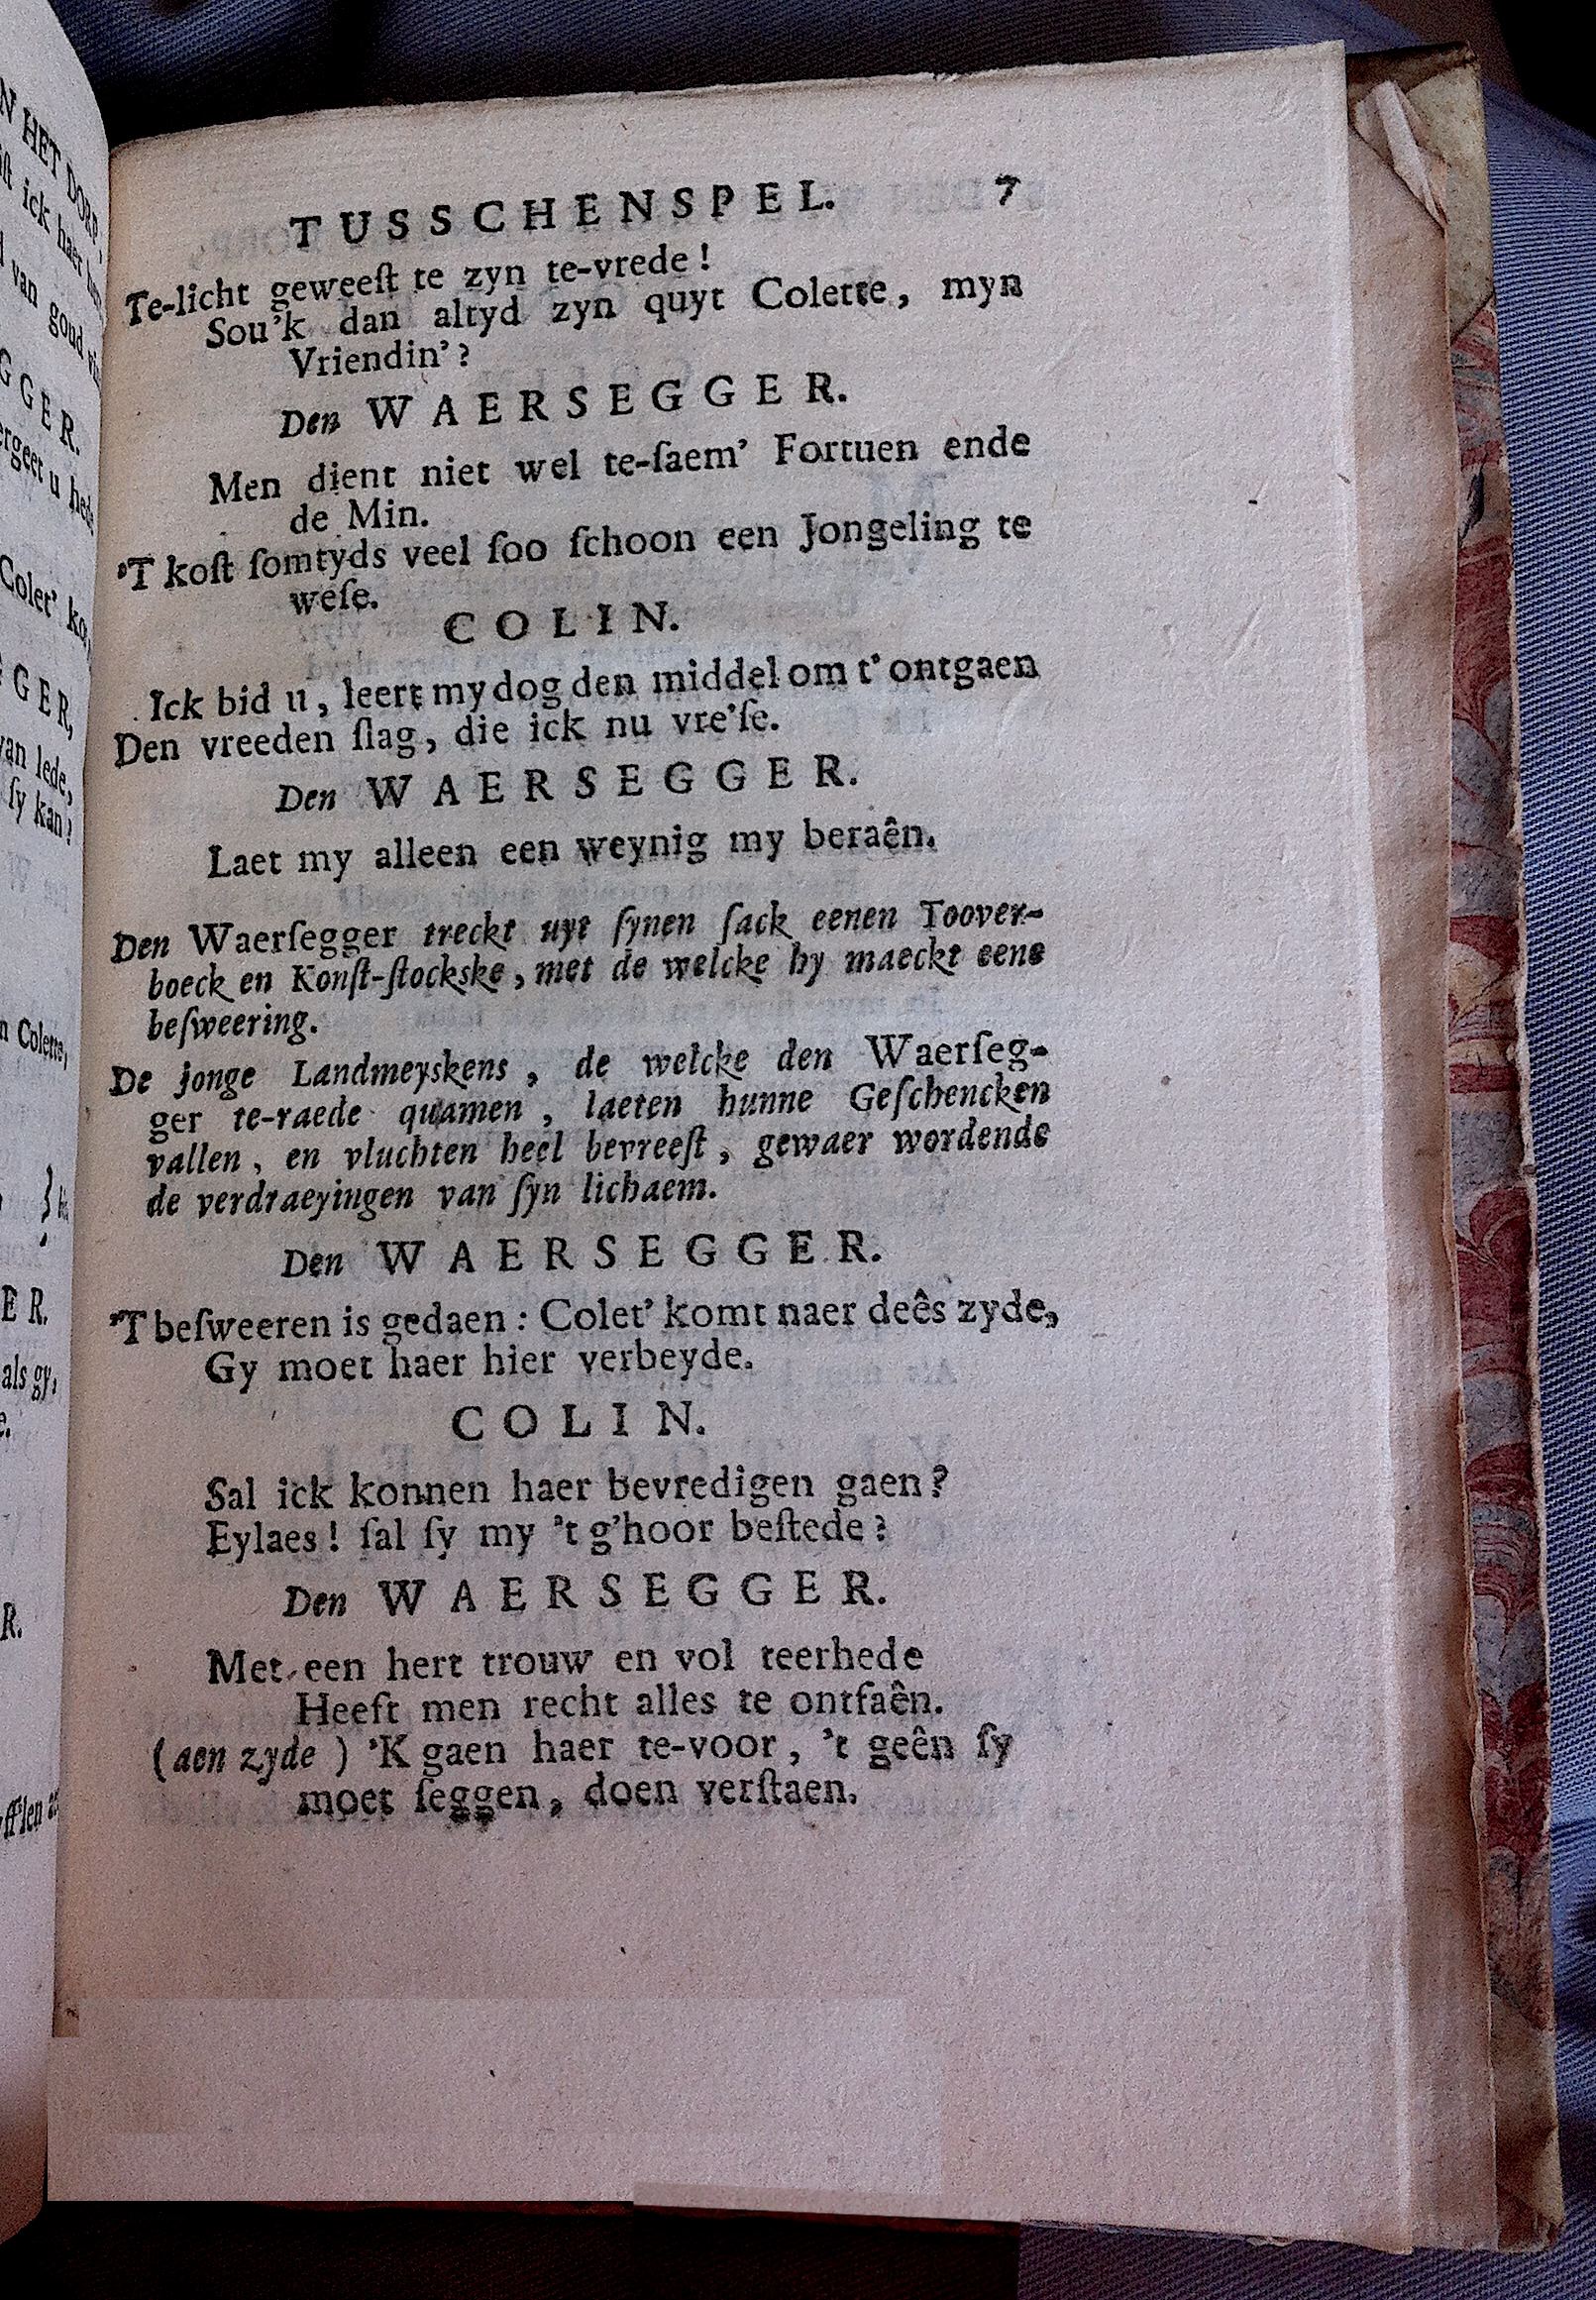 TUSSCHENSPEL. 7
Te-licht geweeſt te zyn te-vrede!
Sou'k dan altyd zyn quyt Colette, myn
Vriendin'?
Den WAERSEGGER.
Men dient niet wel te-ſaem' Fortuen ende
de Min.
'T koſt ſomtyds veel ſoo ſchoon een Jongeling te
weſe.
COLIN.
Ick bid u, leert my dog den middel om t'ontgaen
Den vreeden ſlag, die ick nu vre'ſe.
Den WAERSEGGER.
Laet my alleen een weynig my beraên.
Den Waerſegger treckt uyt ſynen ſack eenen Toover-
boeck en Konſt-ſtockske, met de welcke hy maeckt eene
beſweering.
De jonge Landmeyskens, de welcke den Waerſeg-
ger te-raede quamen, laeten hunne Geſchencken
vallen, en vluchten heel bevreeſt, gewaer wordende
de verdraeyingen van ſyn lichaem.
Den WAERSEGGER.
'T beſweeren is gedaen: Colet' komt naer deês zyde,
Gy moet haer hier verbeyde.
COLIN.
Sal ick konnen haer bevredigen gaen?
Eylaes! ſal ſy my 't g'hoor beſtede?
Den WAERSEGGER.
Met een hert trouw en vol teerhede
Heeft men recht alles te ontfaên.
(aen zyde) 'K gaen haer te-voor, 't geên ſy
moet ſeggen, doen verſtaen.